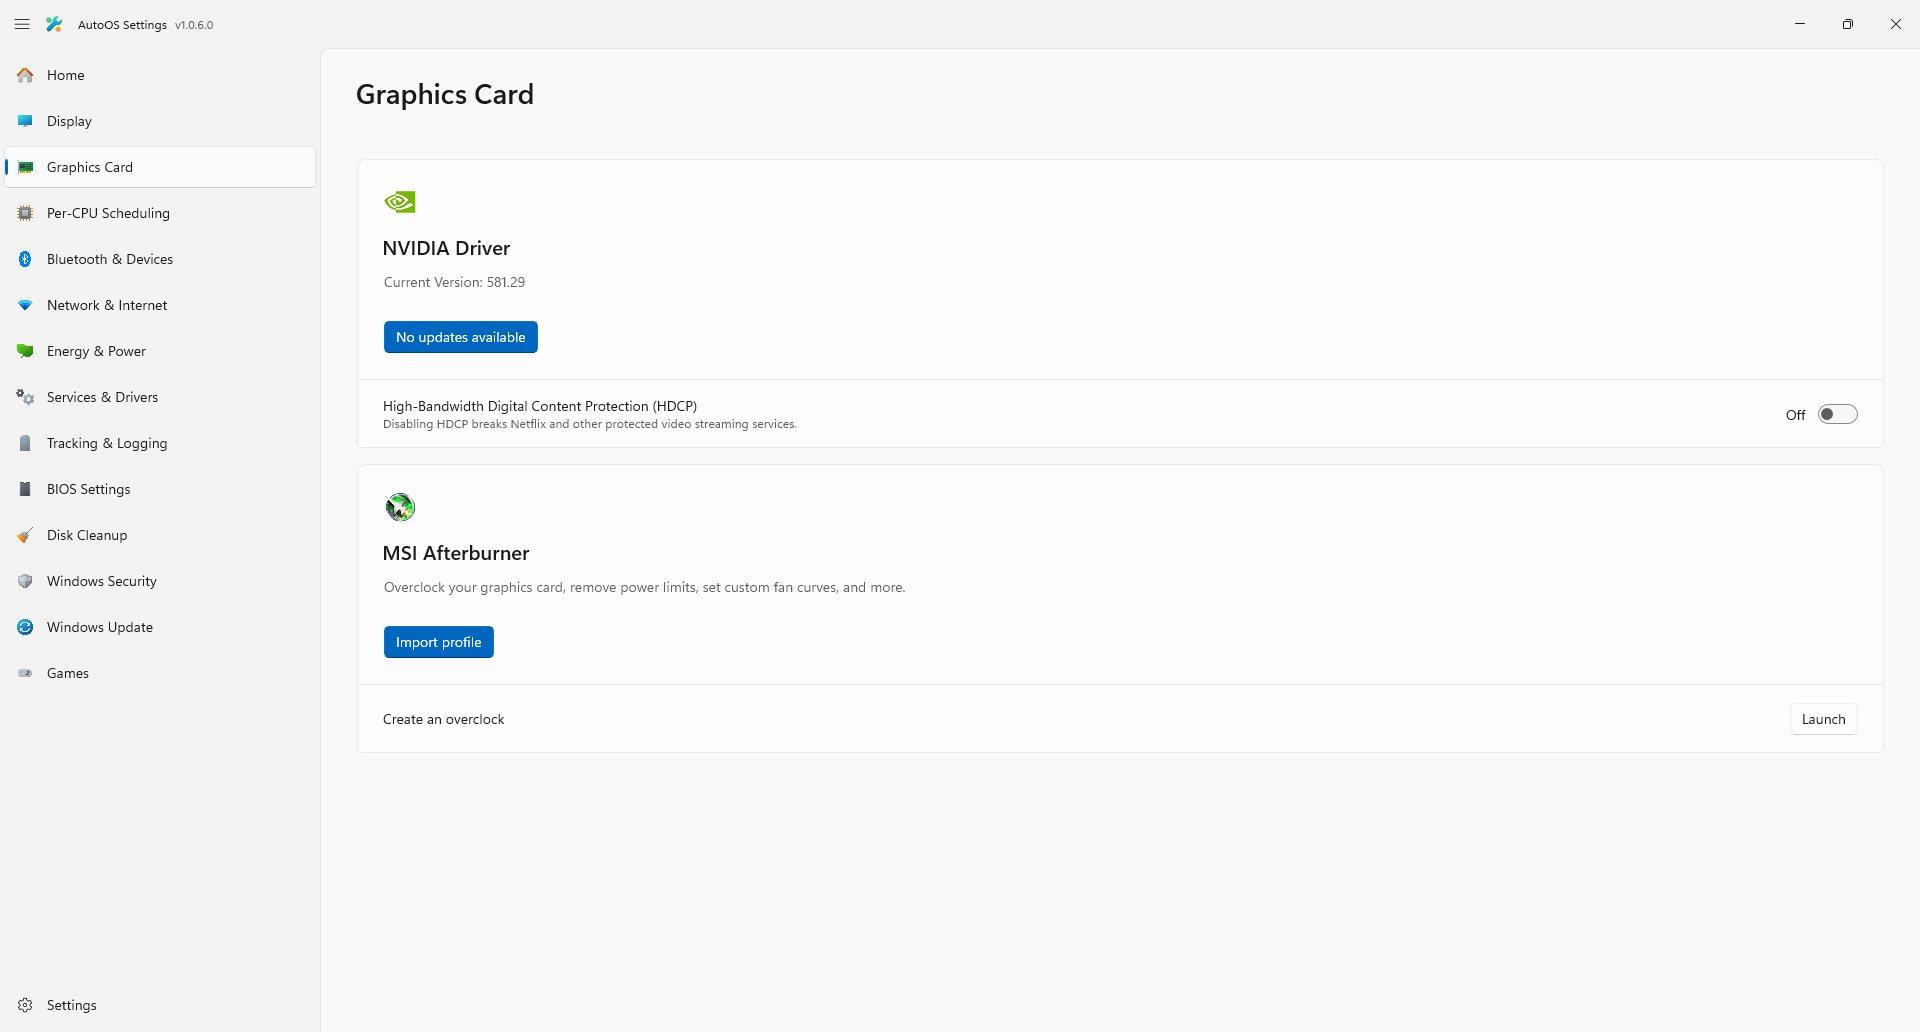 AutoOS Settings v1.0.6.0
Home
Display
Graphics Card
Per-CPU Scheduling
Bluetooth & Devices
Network & Internet
Energy & Power
Services & Drivers
Tracking & Logging
BIOS Settings
Disk Cleanup
Windows Security
Windows Update
Games
Settings
Graphics Card
NVIDIA Driver
Current Version: 581.29
No updates available
High-Bandwidth Digital Content Protection (HDCP)
Disabling HDCP breaks Netflix and other protected video streaming services.
Off
MSI Afterburner
Overclock your graphics card, remove power limits, set custom fan curves, and more.
Import profile
Create an overclock
Launch